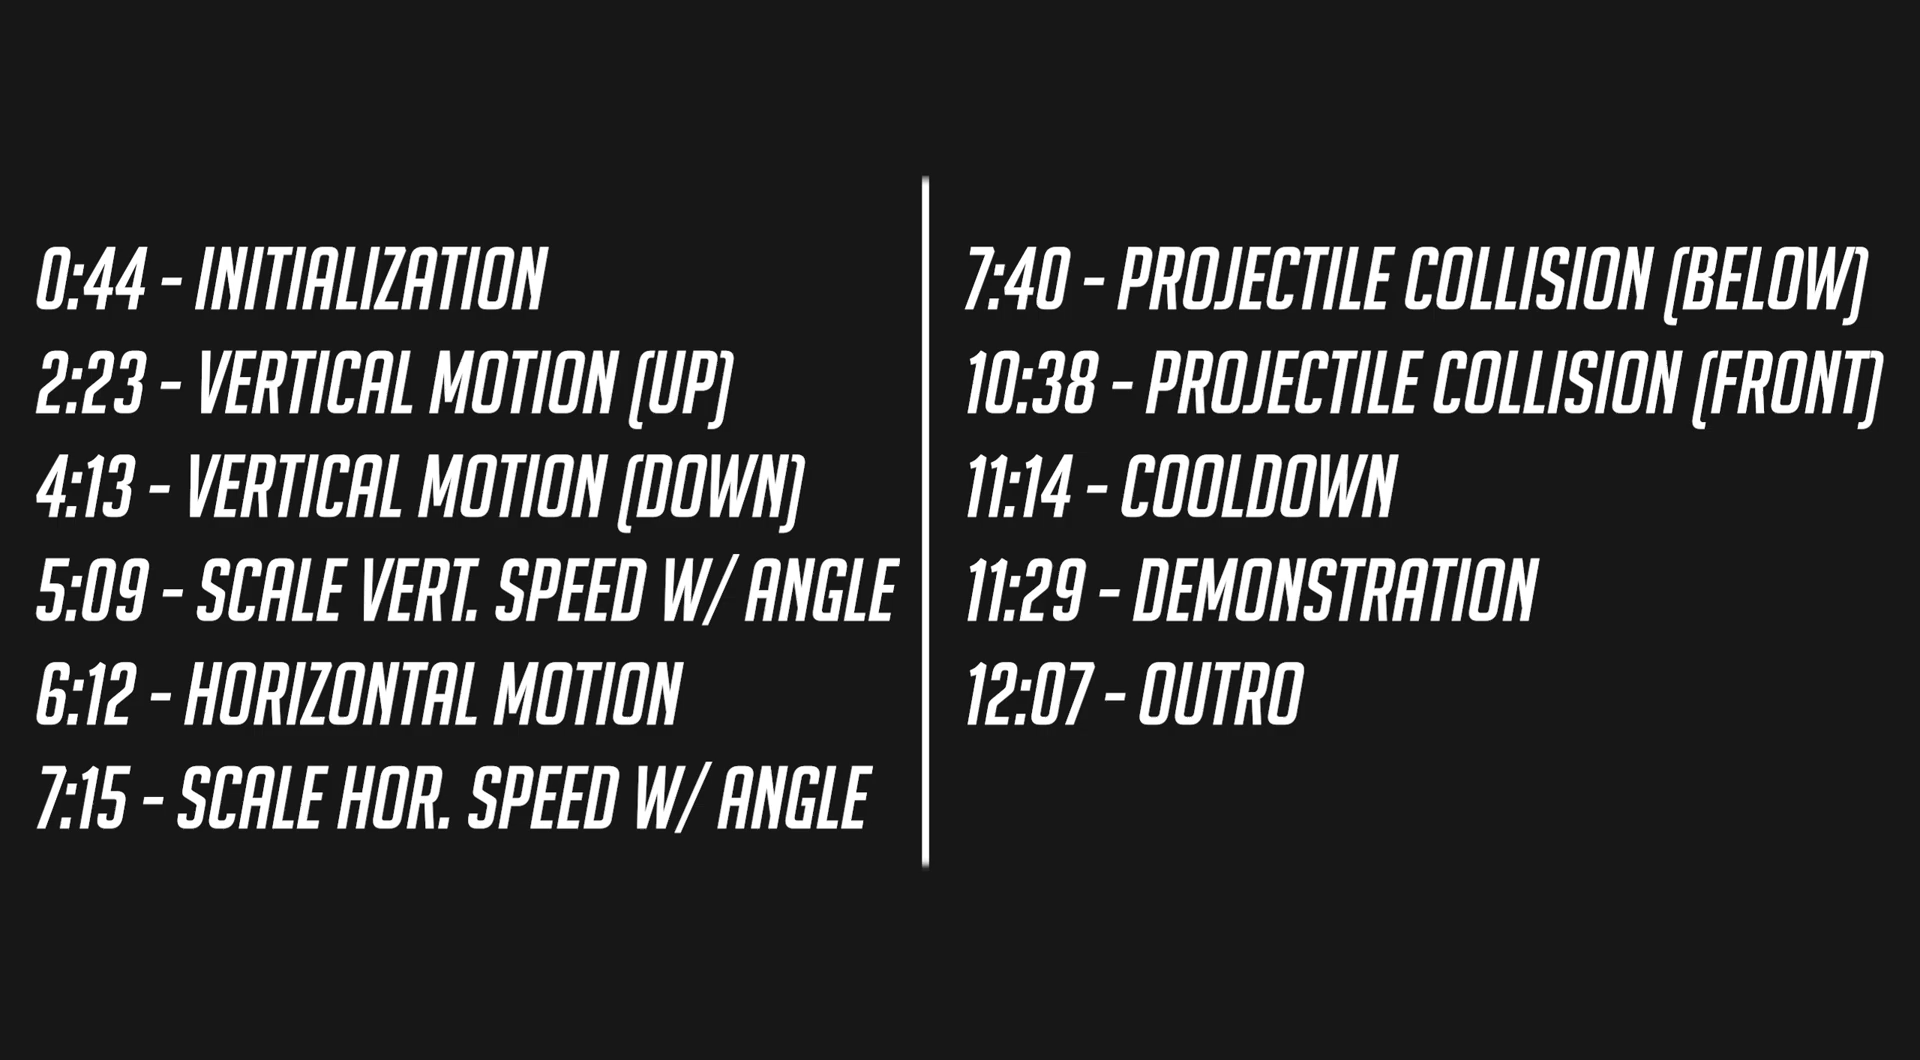 0:44 - INITIALIZATION
2:23 - VERTICAL MOTION (UP)
4:13 - VERTICAL MOTION (DOWN)
5:09 - SCALE VERT. SPEED W/ ANGLE
6:12 - HORIZONTAL MOTION
7:15 - SCALE HOR. SPEED W/ ANGLE
7:40 - PROJECTILE COLLISION (BELOW)
10:38 - PROJECTILE COLLISION (FRONT)
11:14 - COOLDOWN
11:29 - DEMONSTRATION
12:07 - OUTRO